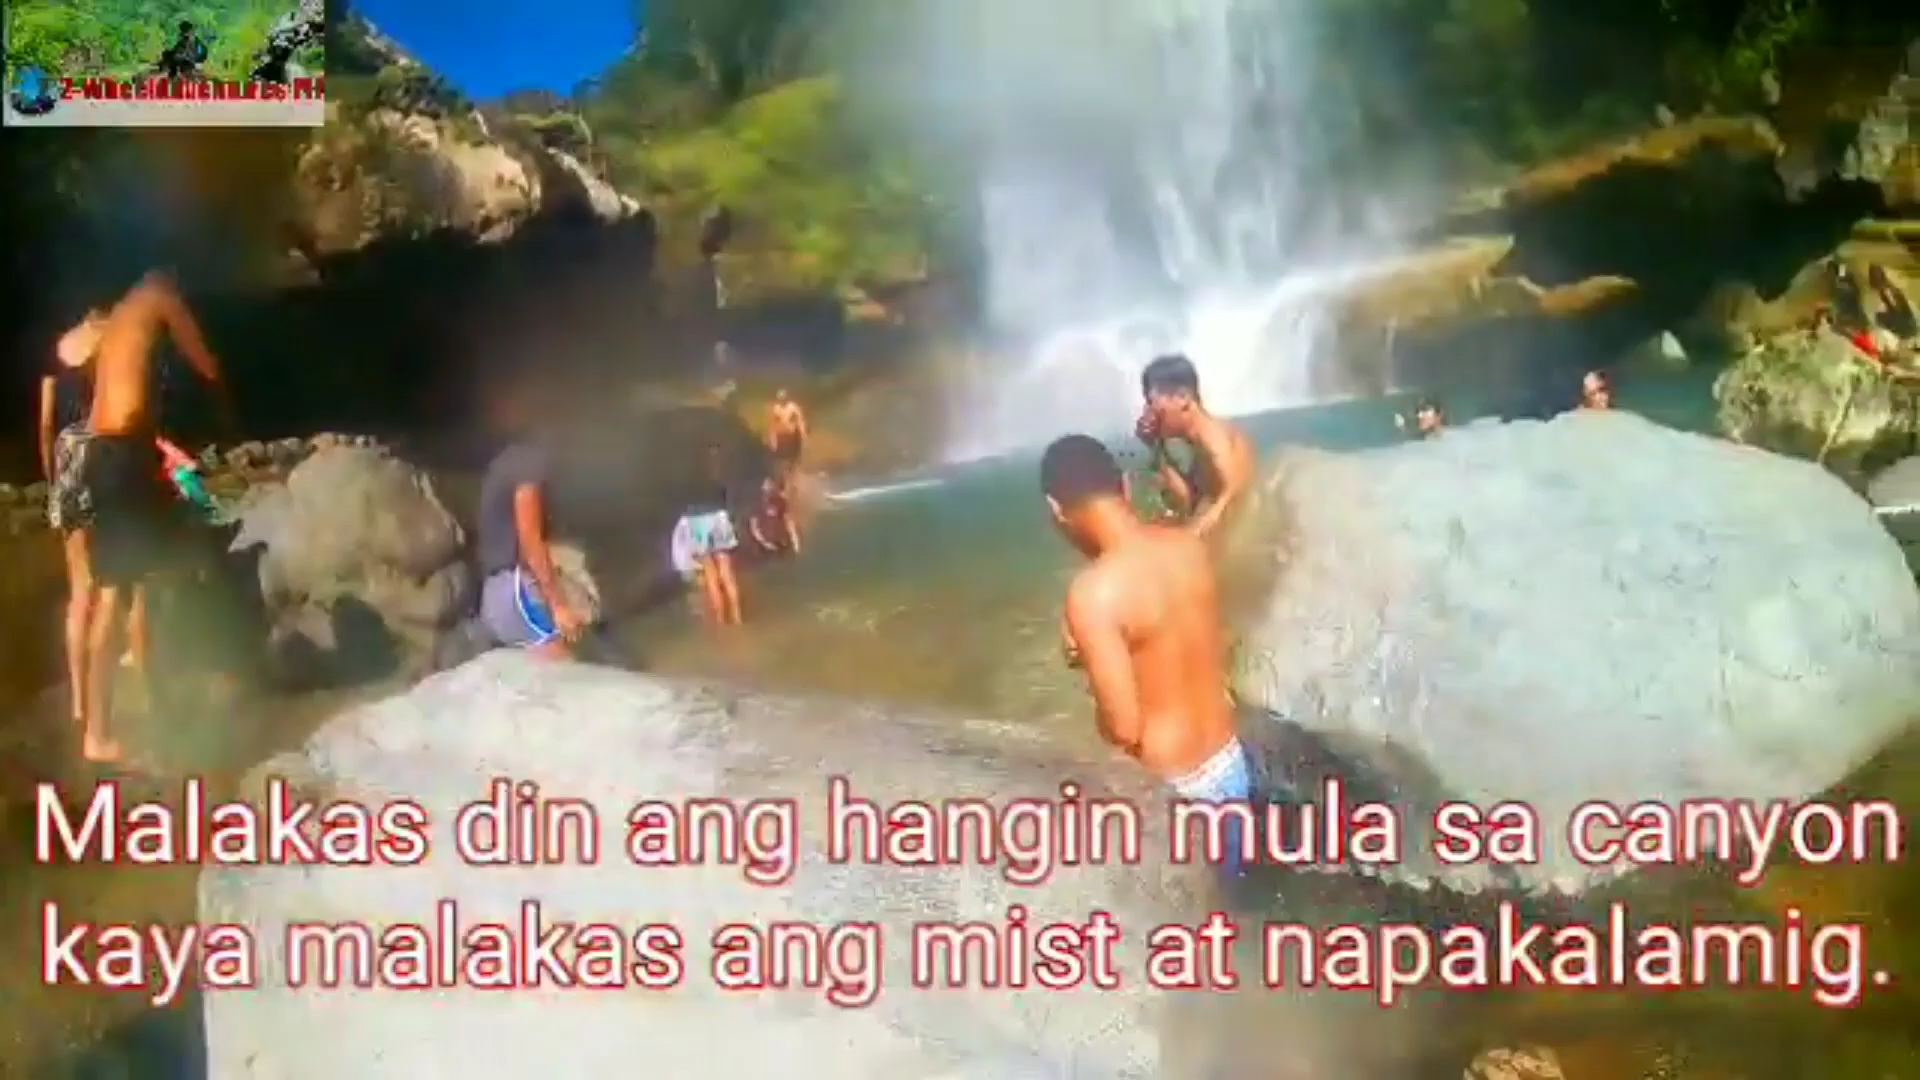 Malakas din ang hangin mula sa canyon
kaya malakas ang mist at napakalamig.